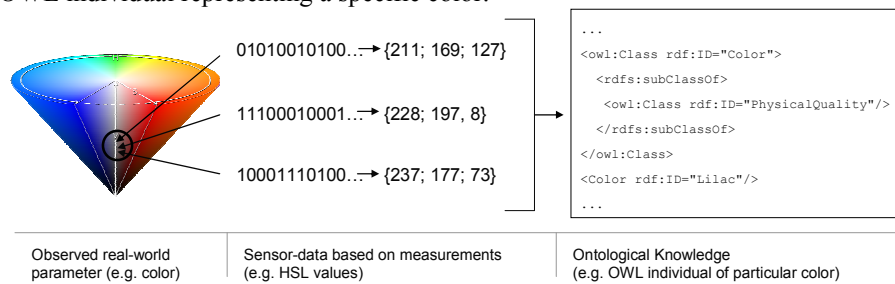 OWL individual representing a specific color.
01010010100... {211; 169; 127}
11100010001... {228; 197, 8}
10001110100... {237; 177; 73}
...
<owl:Class rdf:ID="Color">
<rdfs:subClassOf>
<owl:Class rdf:ID="PhysicalQuality"/>
</rdfs:subClassOf>
</owl:Class>
<Color rdf:ID="Lilac"/>
...
Observed real-world
parameter (e.g. color)
Sensor-data based on measurements
(e.g. HSL values)
Ontological Knowledge
(e.g. OWL individual of particular color)